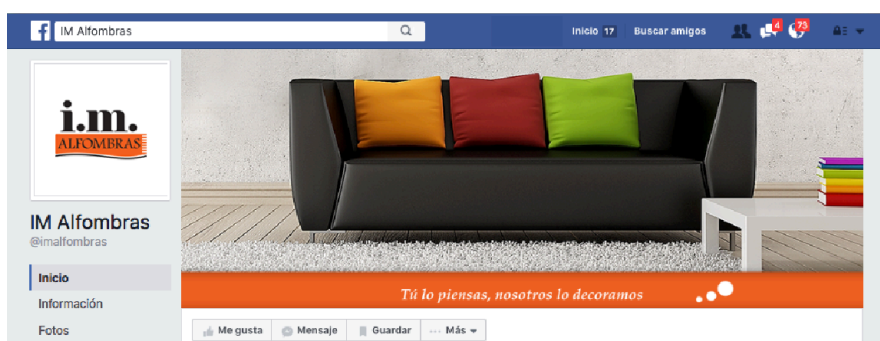 IM Alfombras
Inicio 17
Buscar amigos
4
73
i.m.
ALFOMBRAS
IM Alfombras
@imalfombras
Inicio
Información
Fotos
Tú lo piensas, nosotros lo decoramos
Me gusta
Mensaje
Guardar
Más